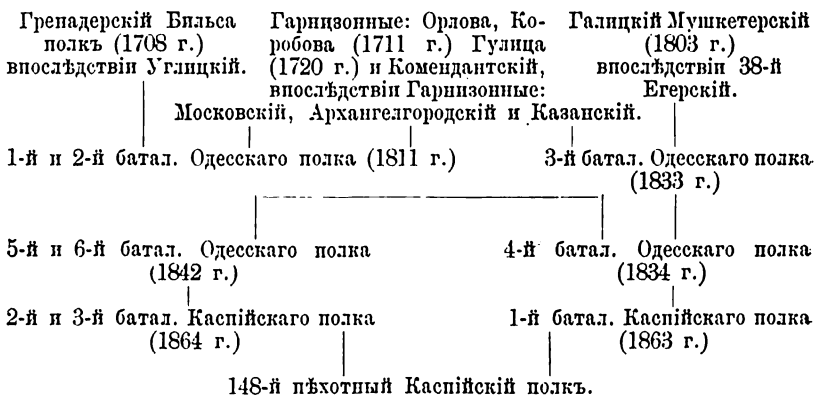 Гренадерскій Бильса
полкъ (1708 г.)
впослѣдствіи Углицкій.
Гарнизонные: Орлова, Ко-
робова (1711 г.) Гулица
(1720 г.) и Комендантскій,
впослѣдствіи Гарнизонные:
Московскій, Архангелгородскій и Казанскій.
Галицкій Мушкетерскій
(1803 г.)
впослѣдствіи 38-й
Егерскій.
1-й и 2-й батал. Одесскаго полка (1811 г.)
3-й батал. Одесскаго полка
(1833 г.)
5-й и 6-й батал. Одесскаго полка
(1842 г.)
4-й батал. Одесскаго полка
(1834 г.)
2-й и 3-й батал. Каспійскаго полка
(1864 г.)
1-й батал. Каспійскаго полка
(1863 г.)
148-й пѣхотный Каспійскій полкъ.